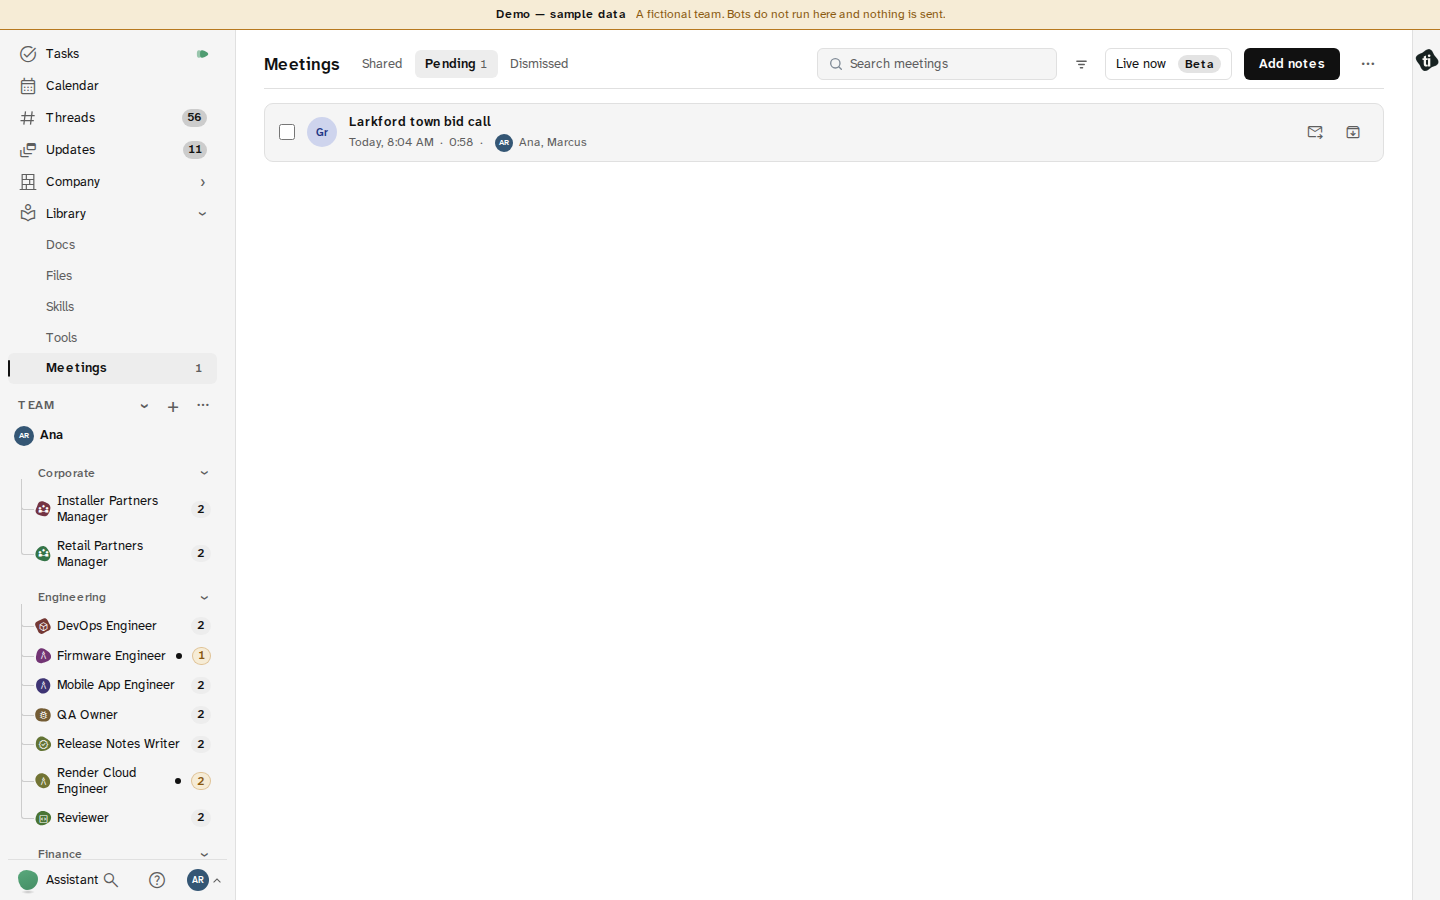 Demo — sample data A fictional team. Bots do not run here and nothing is sent.
Tasks
Calendar
Threads 56
Updates 11
Company
Library
Docs
Files
Skills
Tools
Meetings 1
TEAM
AR Ana
Corporate
Installer Partners
Manager 2
Retail Partners
Manager 2
Engineering
DevOps Engineer 2
Firmware Engineer 1
Mobile App Engineer 2
QA Owner 2
Release Notes Writer 2
Render Cloud
Engineer 2
Reviewer 2
Finance
Assistant AR
Meetings Shared Pending 1 Dismissed Search meetings Live now Beta Add notes
Gr Larkford town bid call
Today, 8:04 AM · 0:58 · AR Ana, Marcus
ti